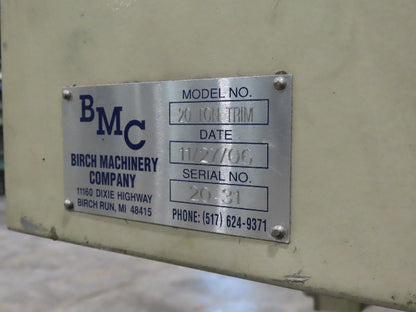 BMC
BIRCH MACHINERY
COMPANY
11160 DIXIE HIGHWAY
BIRCH RUN, MI 48415
MODEL NO.
20 TON TRIM
DATE
11/27/06
SERIAL NO.
20-31
PHONE: (517) 624-9371